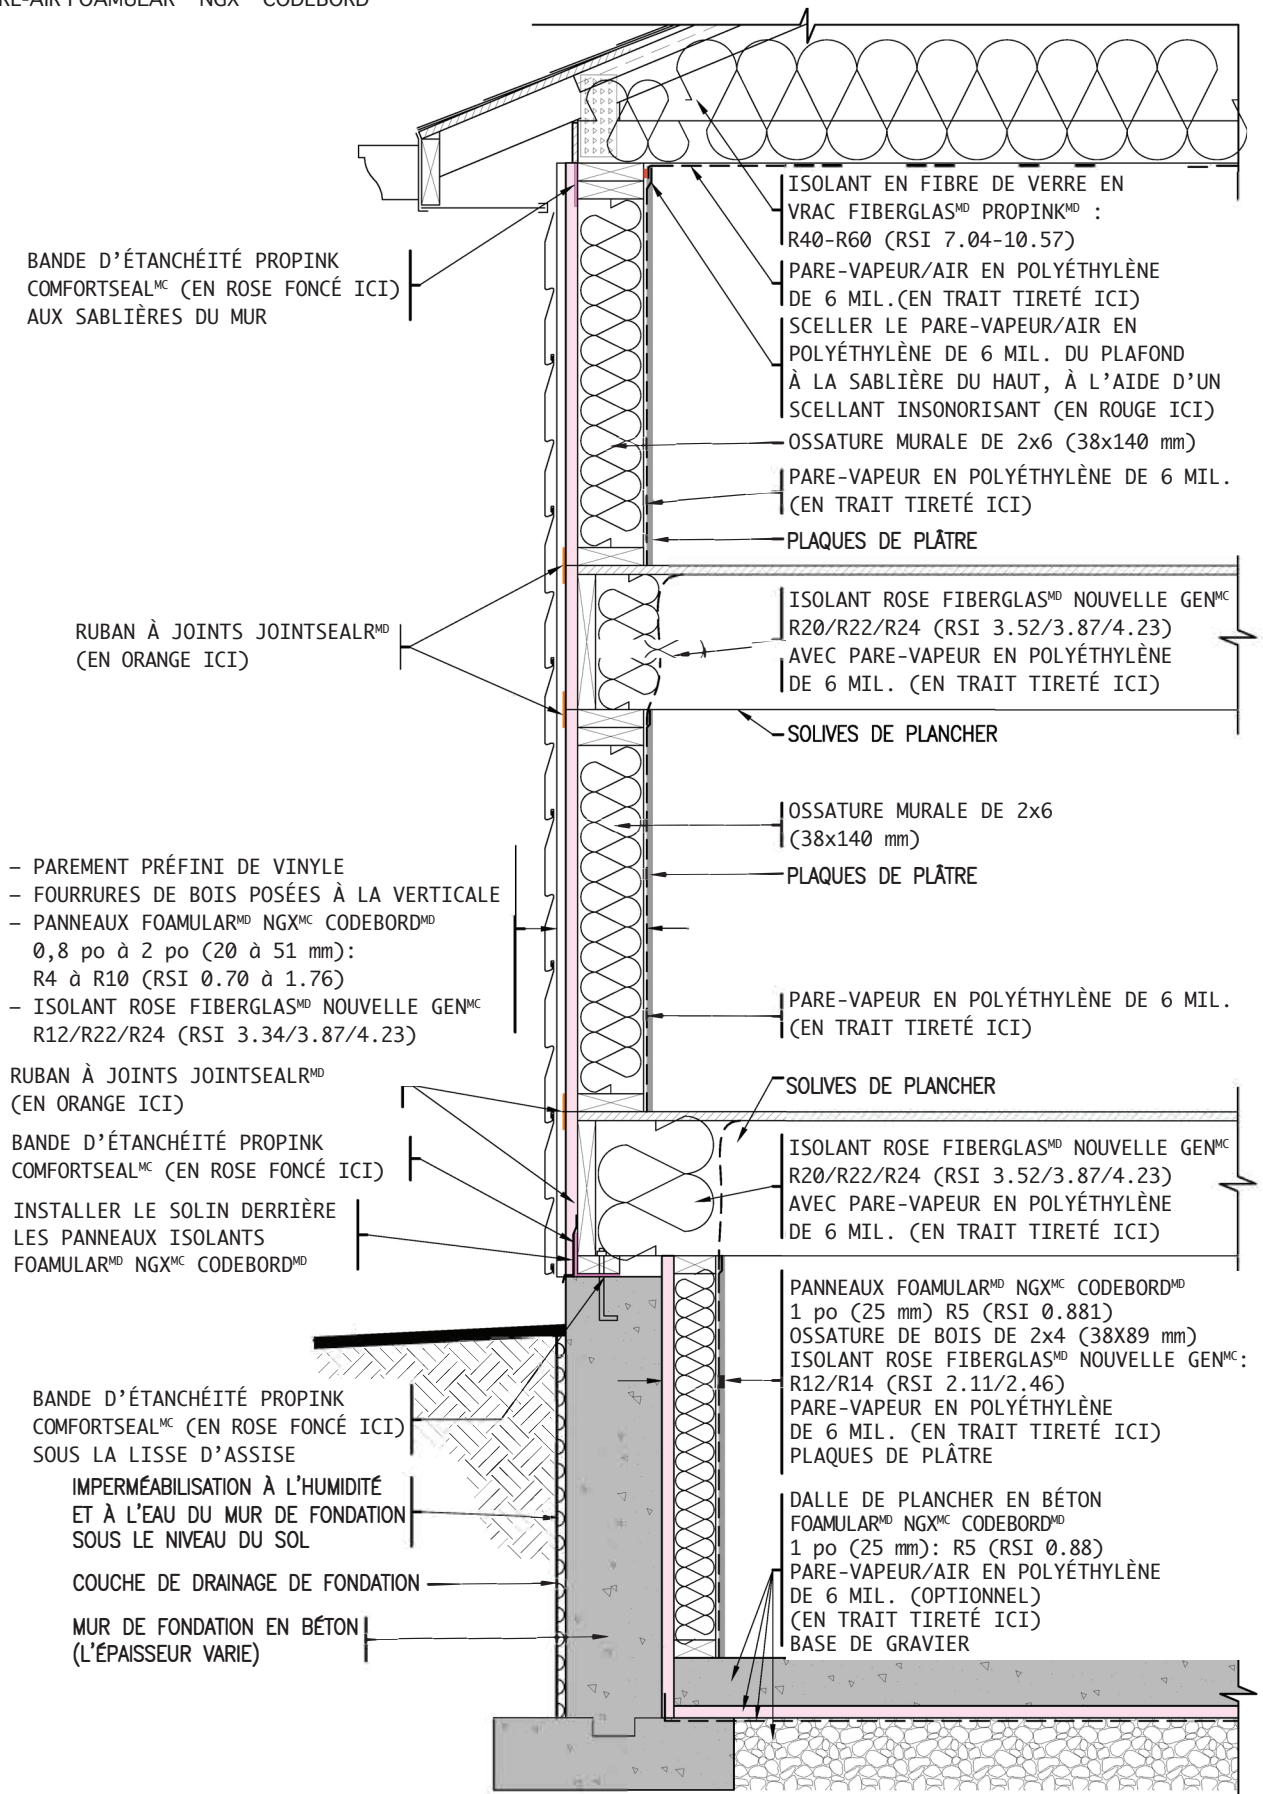 RE-AIR FOAMULAR NGX CODEBORD
ISOLANT EN FIBRE DE VERRE EN
VRAC FIBERGLASᴹᴰ PROPINKᴹᴰ :
R40-R60 (RSI 7.04-10.57)
BANDE D'ÉTANCHÉITÉ PROPINK
COMFORTSEALᴹᶜ (EN ROSE FONCÉ ICI)
AUX SABLIÈRES DU MUR
PARE-VAPEUR/AIR EN POLYÉTHYLÈNE
DE 6 MIL.(EN TRAIT TIRETÉ ICI)
SCELLER LE PARE-VAPEUR/AIR EN
POLYÉTHYLÈNE DE 6 MIL. DU PLAFOND
À LA SABLIÈRE DU HAUT, À L'AIDE D'UN
SCELLANT INSONORISANT (EN ROUGE ICI)
OSSATURE MURALE DE 2x6 (38x140 mm)
PARE-VAPEUR EN POLYÉTHYLÈNE DE 6 MIL.
(EN TRAIT TIRETÉ ICI)
PLAQUES DE PLÂTRE
RUBAN À JOINTS JOINTSEALRᴹᴰ
(EN ORANGE ICI)
ISOLANT ROSE FIBERGLASᴹᴰ NOUVELLE GENᴹᶜ
R20/R22/R24 (RSI 3.52/3.87/4.23)
AVEC PARE-VAPEUR EN POLYÉTHYLÈNE
DE 6 MIL. (EN TRAIT TIRETÉ ICI)
SOLIVES DE PLANCHER
OSSATURE MURALE DE 2x6
(38x140 mm)
PLAQUES DE PLÂTRE
– PAREMENT PRÉFINI DE VINYLE
– FOURRURES DE BOIS POSÉES À LA VERTICALE
– PANNEAUX FOAMULARᴹᴰ NGXᴹᶜ CODEBORDᴹᴰ
0,8 po à 2 po (20 à 51 mm):
R4 à R10 (RSI 0.70 à 1.76)
– ISOLANT ROSE FIBERGLASᴹᴰ NOUVELLE GENᴹᶜ
R12/R22/R24 (RSI 3.34/3.87/4.23)
PARE-VAPEUR EN POLYÉTHYLÈNE DE 6 MIL.
(EN TRAIT TIRETÉ ICI)
RUBAN À JOINTS JOINTSEALRᴹᴰ
(EN ORANGE ICI)
SOLIVES DE PLANCHER
BANDE D'ÉTANCHÉITÉ PROPINK
COMFORTSEALᴹᶜ (EN ROSE FONCÉ ICI)
ISOLANT ROSE FIBERGLASᴹᴰ NOUVELLE GENᴹᶜ
R20/R22/R24 (RSI 3.52/3.87/4.23)
AVEC PARE-VAPEUR EN POLYÉTHYLÈNE
DE 6 MIL. (EN TRAIT TIRETÉ ICI)
INSTALLER LE SOLIN DERRIÈRE
LES PANNEAUX ISOLANTS
FOAMULARᴹᴰ NGXᴹᶜ CODEBORDᴹᴰ
PANNEAUX FOAMULARᴹᴰ NGXᴹᶜ CODEBORDᴹᴰ
1 po (25 mm) R5 (RSI 0.881)
OSSATURE DE BOIS DE 2x4 (38X89 mm)
ISOLANT ROSE FIBERGLASᴹᴰ NOUVELLE GENᴹᶜ:
R12/R14 (RSI 2.11/2.46)
PARE-VAPEUR EN POLYÉTHYLÈNE
DE 6 MIL. (EN TRAIT TIRETÉ ICI)
PLAQUES DE PLÂTRE
BANDE D'ÉTANCHÉITÉ PROPINK
COMFORTSEALᴹᶜ (EN ROSE FONCÉ ICI)
SOUS LA LISSE D'ASSISE
IMPERMÉABILISATION À L'HUMIDITÉ
ET À L'EAU DU MUR DE FONDATION
SOUS LE NIVEAU DU SOL
COUCHE DE DRAINAGE DE FONDATION
MUR DE FONDATION EN BÉTON
(L'ÉPAISSEUR VARIE)
DALLE DE PLANCHER EN BÉTON
FOAMULARᴹᴰ NGXᴹᶜ CODEBORDᴹᴰ
1 po (25 mm): R5 (RSI 0.88)
PARE-VAPEUR/AIR EN POLYÉTHYLÈNE
DE 6 MIL. (OPTIONNEL)
(EN TRAIT TIRETÉ ICI)
BASE DE GRAVIER